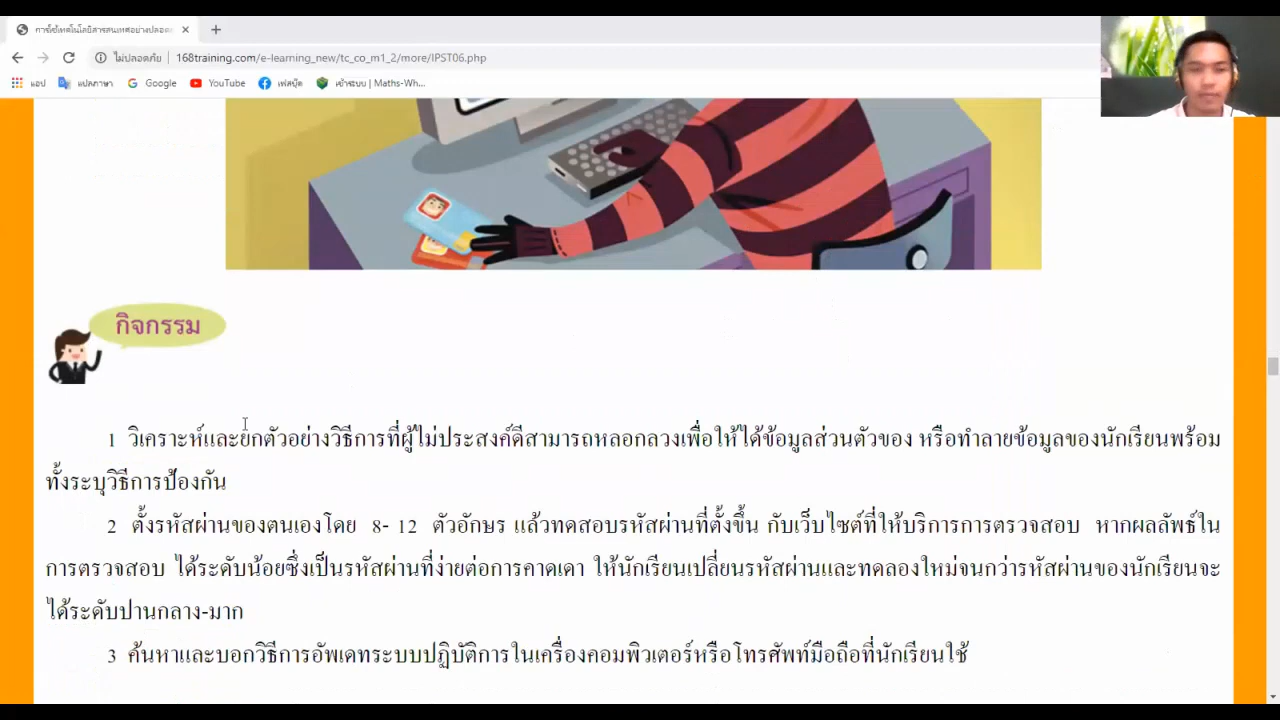 การใช้เทคโนโลยีสารสนเทศอย่างปลอดภ
ไม่ปลอดภัย 168training.com/e-learning_new/tc_co_m1_2/more/IPST06.php
แอป แปลภาษา Google YouTube เฟสบุ๊ค เข้าระบบ | Maths-Wh...
กิจกรรม
1 วิเคราะห์และยกตัวอย่างวิธีการที่ผู้ไม่ประสงค์ดีสามารถหลอกลวงเพื่อให้ได้ข้อมูลส่วนตัวของ หรือทำลายข้อมูลของนักเรียนพร้อม
ทั้งระบุวิธีการป้องกัน
2 ตั้งรหัสผ่านของตนเองโดย 8- 12 ตัวอักษร แล้วทดสอบรหัสผ่านที่ตั้งขึ้น กับเว็บไซต์ที่ให้บริการการตรวจสอบ หากผลลัพธ์ใน
การตรวจสอบ ได้ระดับน้อยซึ่งเป็นรหัสผ่านที่ง่ายต่อการคาดเดา ให้นักเรียนเปลี่ยนรหัสผ่านและทดลองใหม่จนกว่ารหัสผ่านของนักเรียนจะ
ได้ระดับปานกลาง-มาก
3 ค้นหาและบอกวิธีการอัพเดทระบบปฏิบัติการในเครื่องคอมพิวเตอร์หรือโทรศัพท์มือถือที่นักเรียนใช้